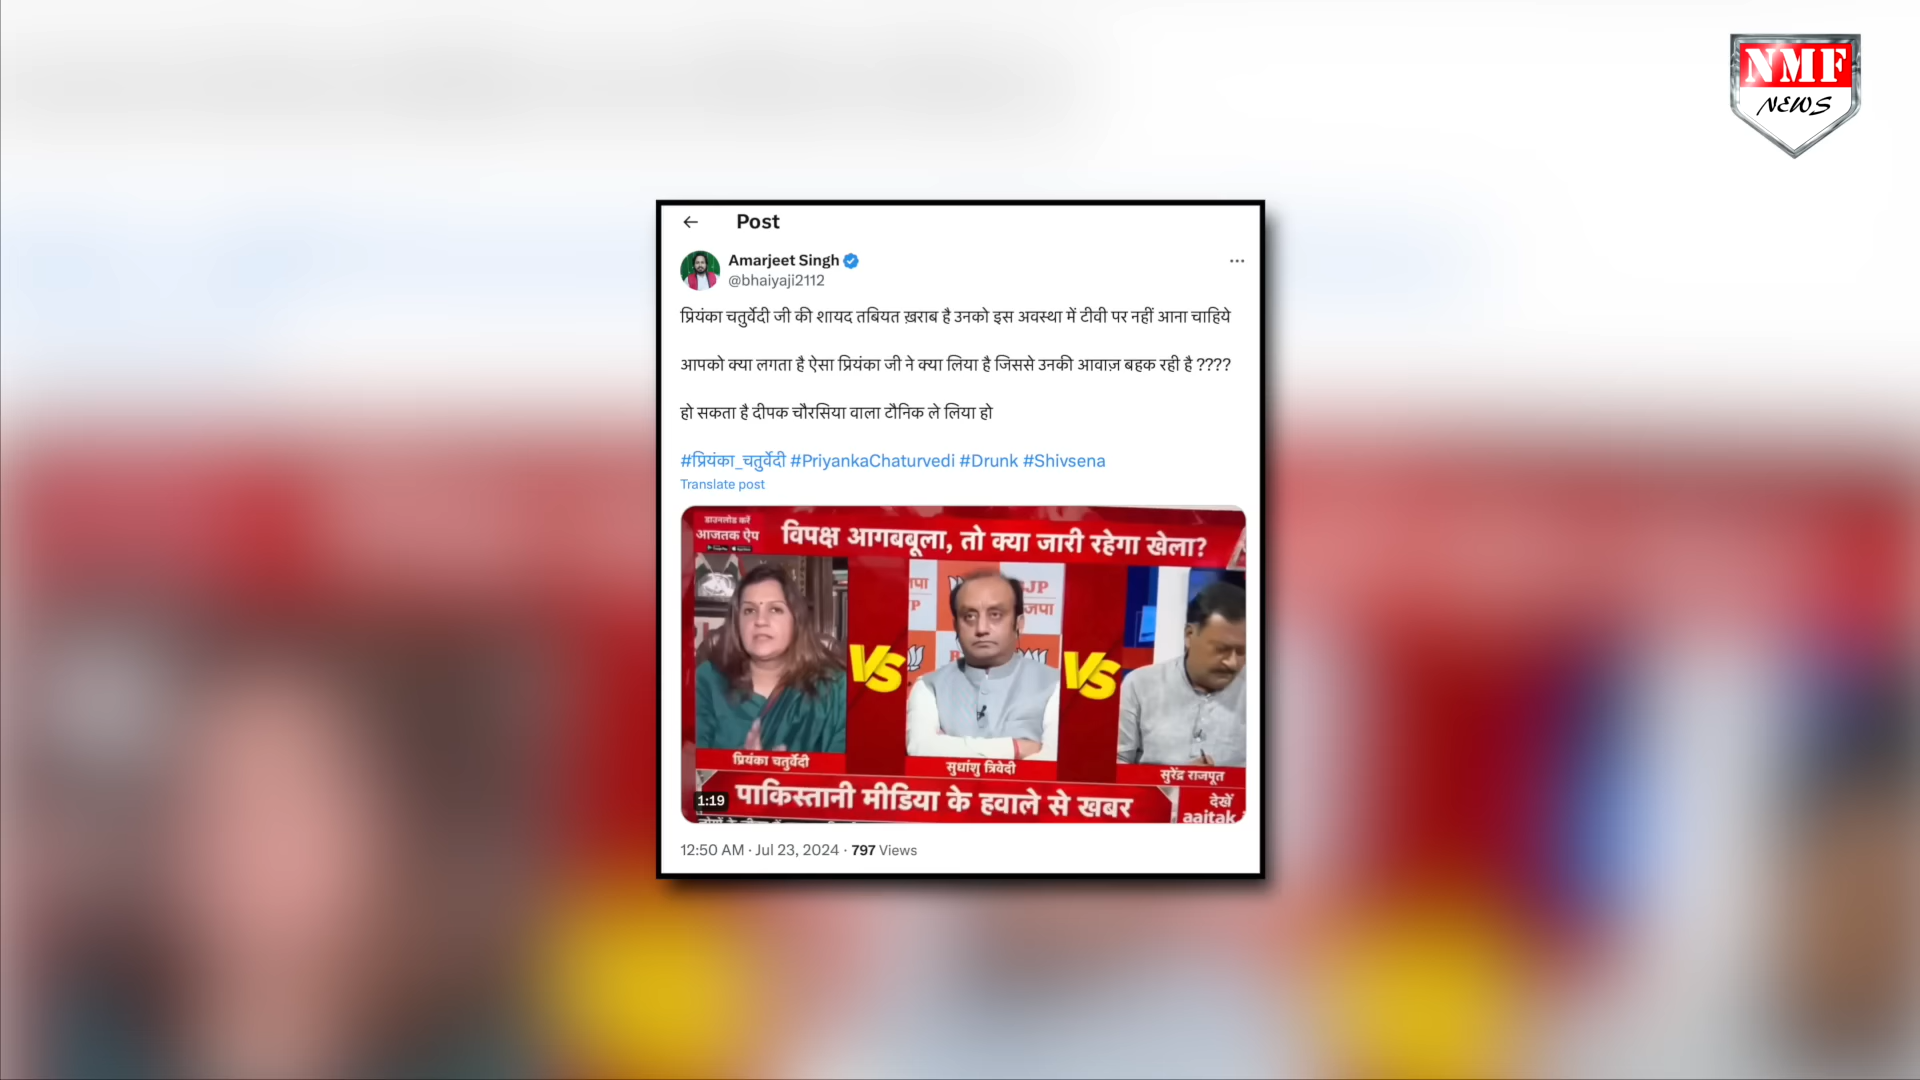 NMF
NEWS
Post
Amarjeet Singh
@bhaiyaji2112
प्रियंका चतुर्वेदी जी की शायद तबियत ख़राब है उनको इस अवस्था में टीवी पर नहीं आना चाहिये
आपको क्या लगता है ऐसा प्रियंका जी ने क्या लिया है जिससे उनकी आवाज़ बहक रही है ????
हो सकता है दीपक चौरसिया वाला टौनिक ले लिया हो
#प्रियंका_चतुर्वेदी #PriyankaChaturvedi #Drunk #Shivsena
Translate post
डाउनलोड करें
आजतक ऐप
विपक्ष आगबबूला, तो क्या जारी रहेगा खेला?
JP
VS
VS
प्रियंका चतुर्वेदी
सुधांशु त्रिवेदी
सुरेंद्र राजपूत
1:19
पाकिस्तानी मीडिया के हवाले से खबर
देखें
aajtak
12:50 AM · Jul 23, 2024 · 797 Views